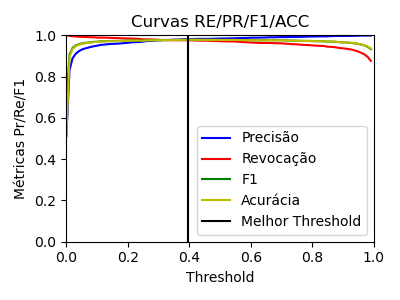 Curvas RE/PR/F1/ACC
Métricas Pr/Re/F1
1.0
0.8
0.6
0.4
0.2
0.0
Precisão
Revocação
F1
Acurácia
Melhor Threshold
0.0 0.2 0.4 0.6 0.8 1.0
Threshold